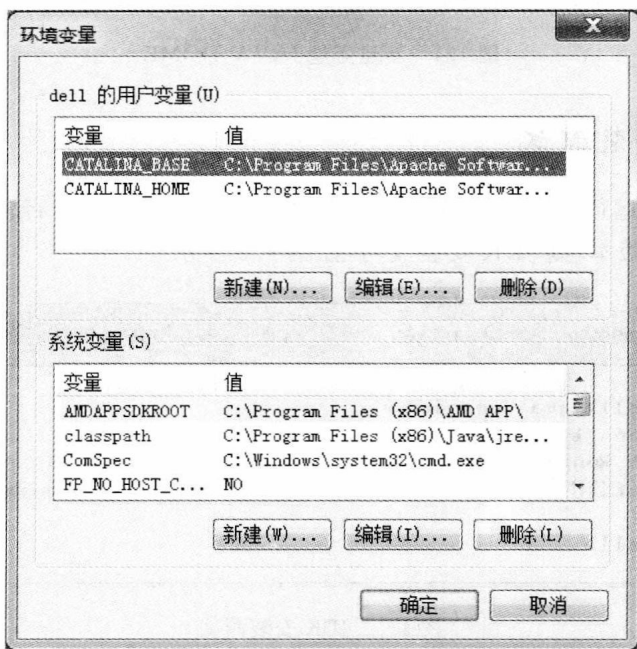 环境变量
dell 的用户变量(U)
变量 值
CATALINA_BASE C:\Program Files\Apache Softwar...
CATALINA_HOME C:\Program Files\Apache Softwar...
新建(N)... 编辑(E)... 删除(D)
系统变量(S)
变量 值
AMDAPPSDKROOT C:\Program Files (x86)\AMD APP\
classpath C:\Program Files (x86)\Java\jre...
ComSpec C:\Windows\system32\cmd.exe
FP_NO_HOST_C... NO
新建(W)... 编辑(I)... 删除(L)
确定 取消